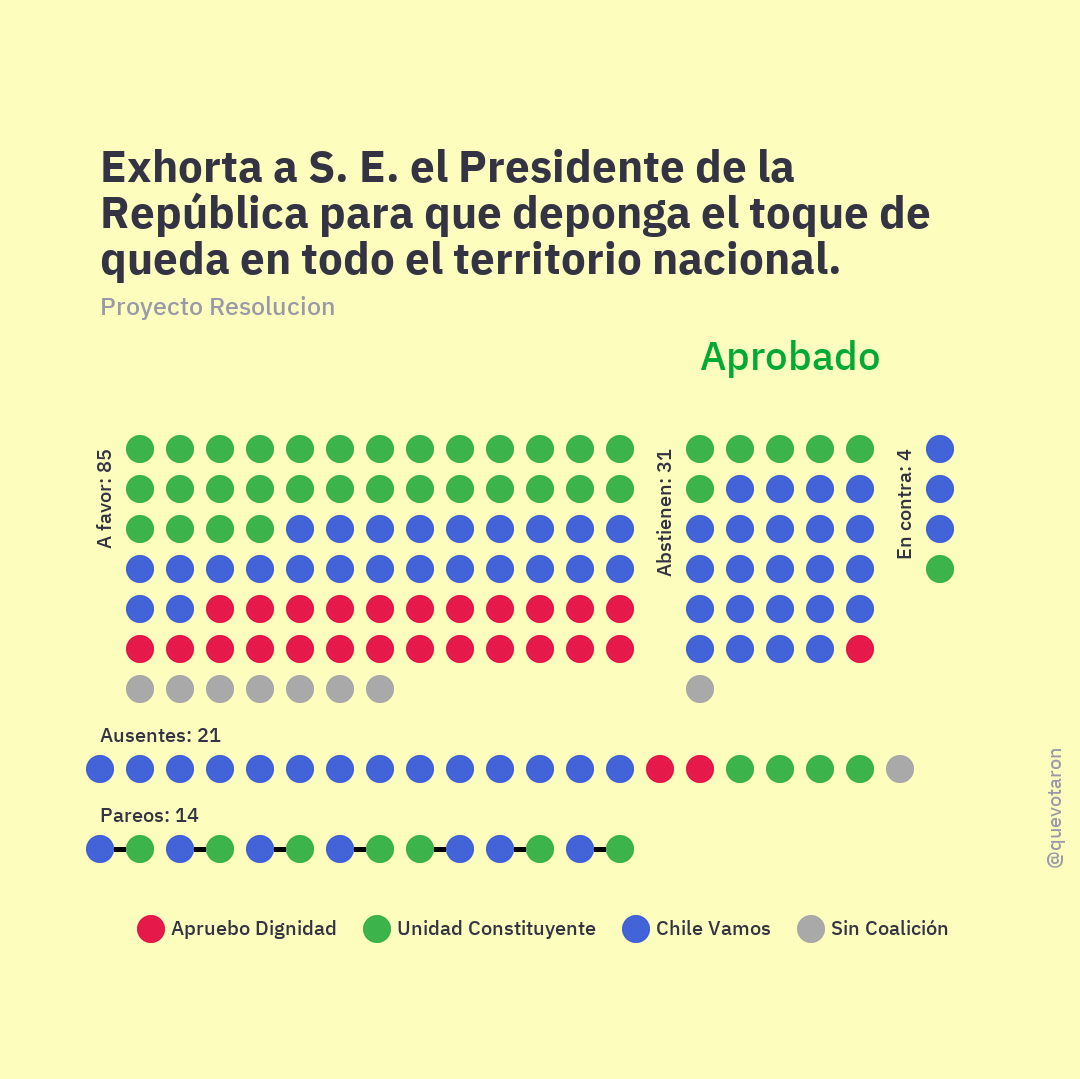 Exhorta a S. E. el Presidente de la
República para que deponga el toque de
queda en todo el territorio nacional.
Proyecto Resolucion
Aprobado
A favor: 85
Abstienen: 31
En contra: 4
Ausentes: 21
Pareos: 14
@quevotaron
Apruebo Dignidad
Unidad Constituyente
Chile Vamos
Sin Coalición